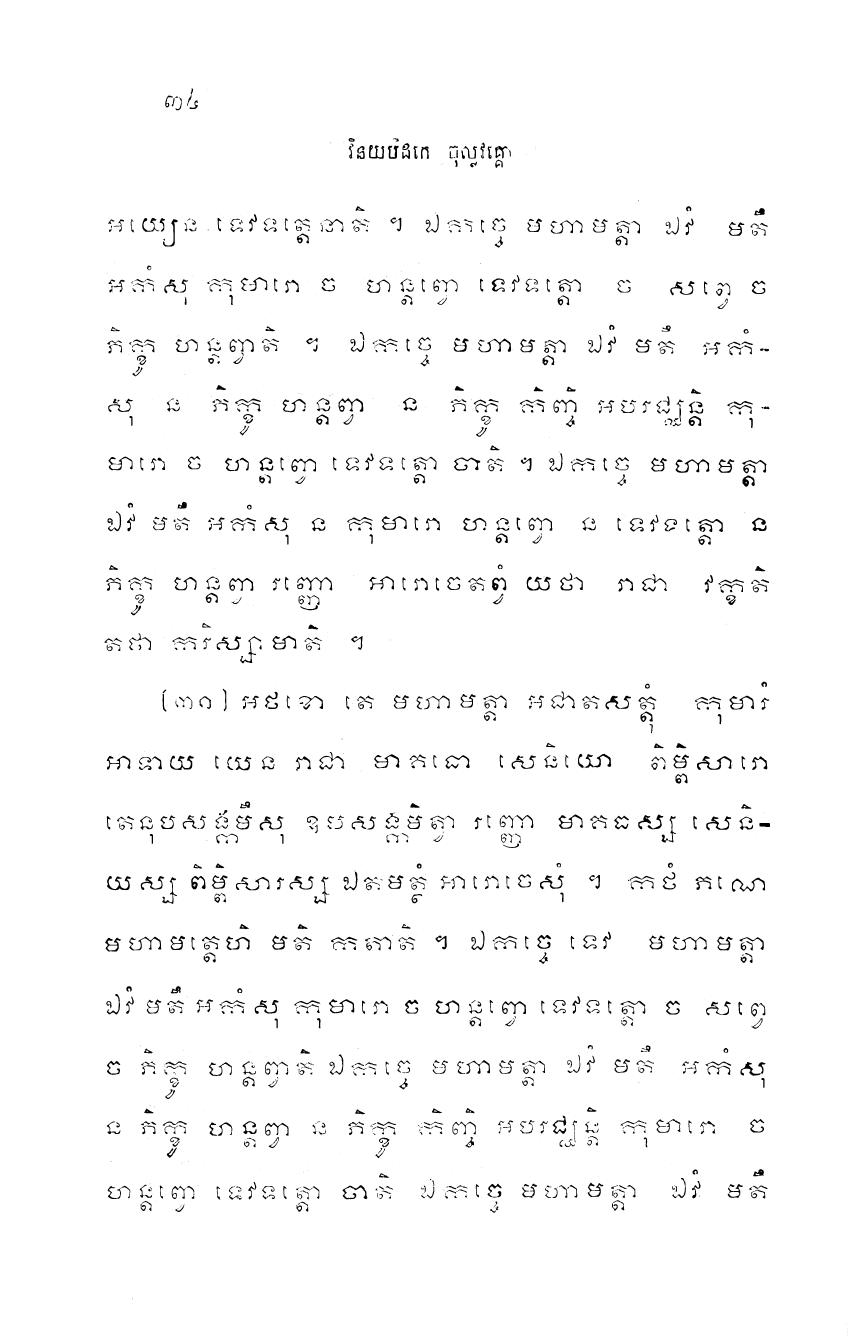 ៣៤
វិនយបិដកេ ចុល្លវគ្គោ
អយ្យេន ទេវទត្តេនាតិ ។ ឯកច្ចេ មហាមត្តា ឯវំ មតឹ
អកំសុ កុមារោ ច ហន្តព្វោ ទេវទត្តោ ច សព្វេ ច
ភិក្ខូ ហន្តព្វាតិ ។ ឯកច្ចេ មហាមត្តា ឯវំ មតឹ អកំ-
សុ ន ភិក្ខូ ហន្តព្វា ន ភិក្ខូ កិញ្ចិ អបរជ្ឈន្តិ កុ-
មារោ ច ហន្តព្វោ ទេវទត្តោ ចាតិ ។ ឯកច្ចេ មហាមត្តា
ឯវំ មតឹ អកំសុ ន កុមារោ ហន្តព្វោ ន ទេវទត្តោ ន
ភិក្ខូ ហន្តព្វា រញ្ញោ អារោចេតព្វំ យថា រាជា វក្ខតិ
តថា ករិស្សាមាតិ ។
[៣០] អថខោ តេ មហាមត្តា អជាតសត្តុំ កុមារំ
អាទាយ យេន រាជា មាគធោ សេនិយោ ពិម្ពិសារោ
តេនុបសង្កមឹសុ ឧបសង្កមិត្វា រញ្ញោ មាគធស្ស សេនិ-
យស្ស ពិម្ពិសារស្ស ឯតមត្ថំ អារោចេសុំ ។ កថំ ភណេ
មហាមត្តេហិ មតិ កតាតិ ។ ឯកច្ចេ ទេវ មហាមត្តា
ឯវំ មតឹ អកំសុ កុមារោ ច ហន្តព្វោ ទេវទត្តោ ច សព្វេ
ច ភិក្ខូ ហន្តព្វាតិ ឯកច្ចេ មហាមត្តា ឯវំ មតឹ អកំសុ
ន ភិក្ខូ ហន្តព្វា ន ភិក្ខូ កិញ្ចិ អបរជ្ឈន្តិ កុមារោ ច
ហន្តព្វោ ទេវទត្តោ ចាតិ ឯកច្ចេ មហាមត្តា ឯវំ មតឹ